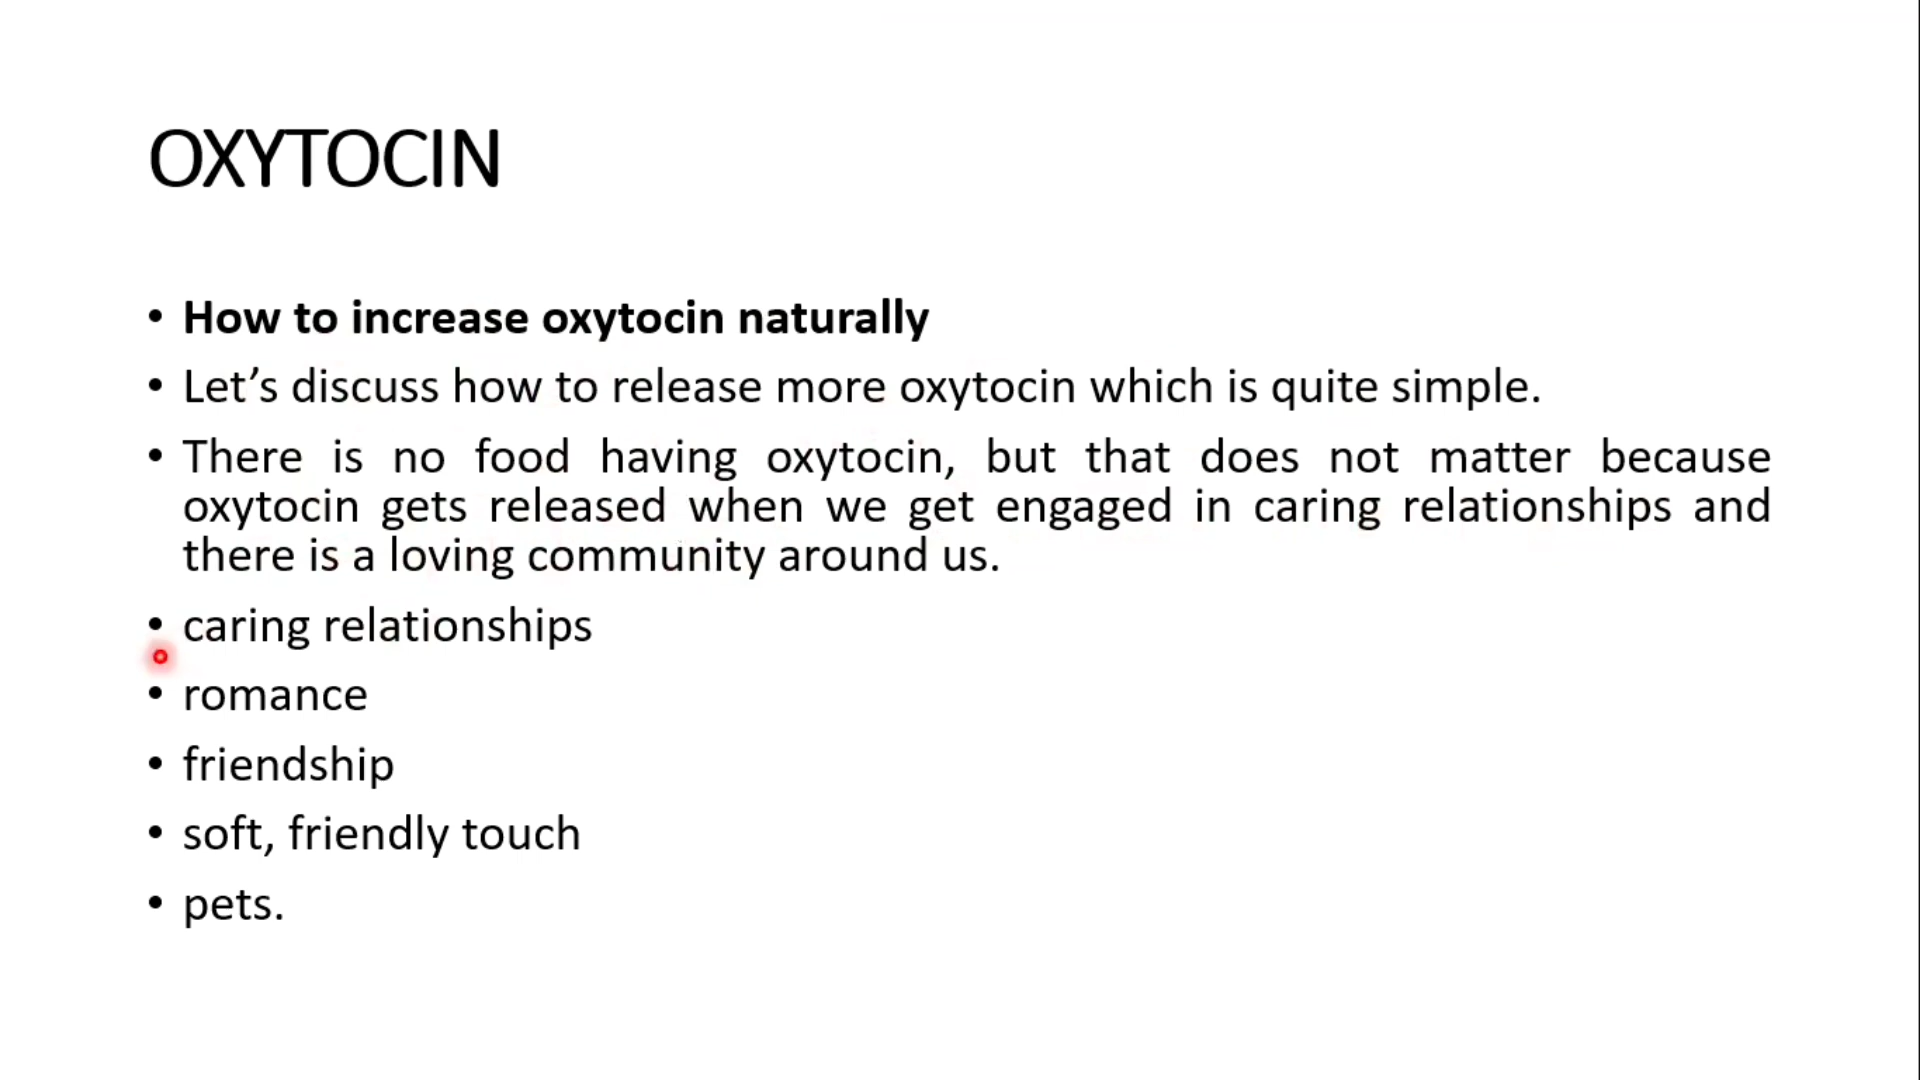 OXYTOCIN
• How to increase oxytocin naturally
• Let’s discuss how to release more oxytocin which is quite simple.
• There is no food having oxytocin, but that does not matter because
oxytocin gets released when we get engaged in caring relationships and
there is a loving community around us.
• caring relationships
• romance
• friendship
• soft, friendly touch
• pets.